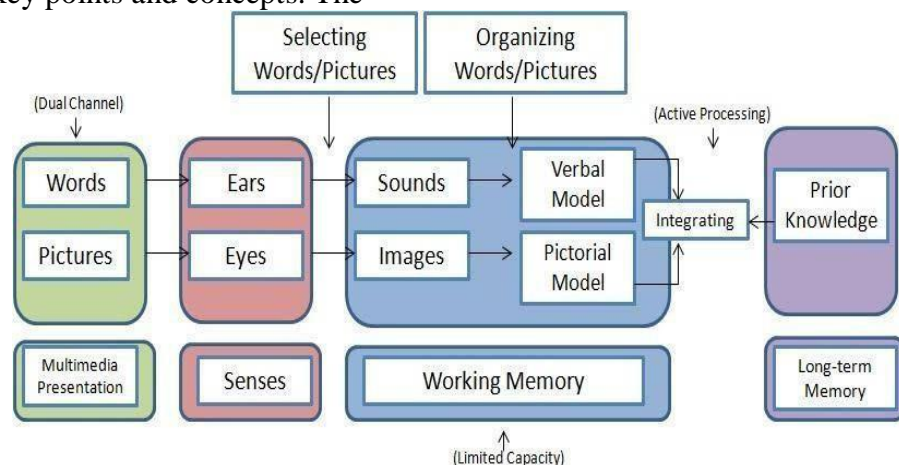 key points and concepts. The
Selecting
Words/Pictures
Organizing
Words/Pictures
(Dual Channel)
(Active Processing)
Words
Ears
Sounds
Verbal
Model
Integrating
Prior
Knowledge
Pictures
Eyes
Images
Pictorial
Model
Multimedia
Presentation
Senses
Working Memory
Long-term
Memory
(Limited Capacity)